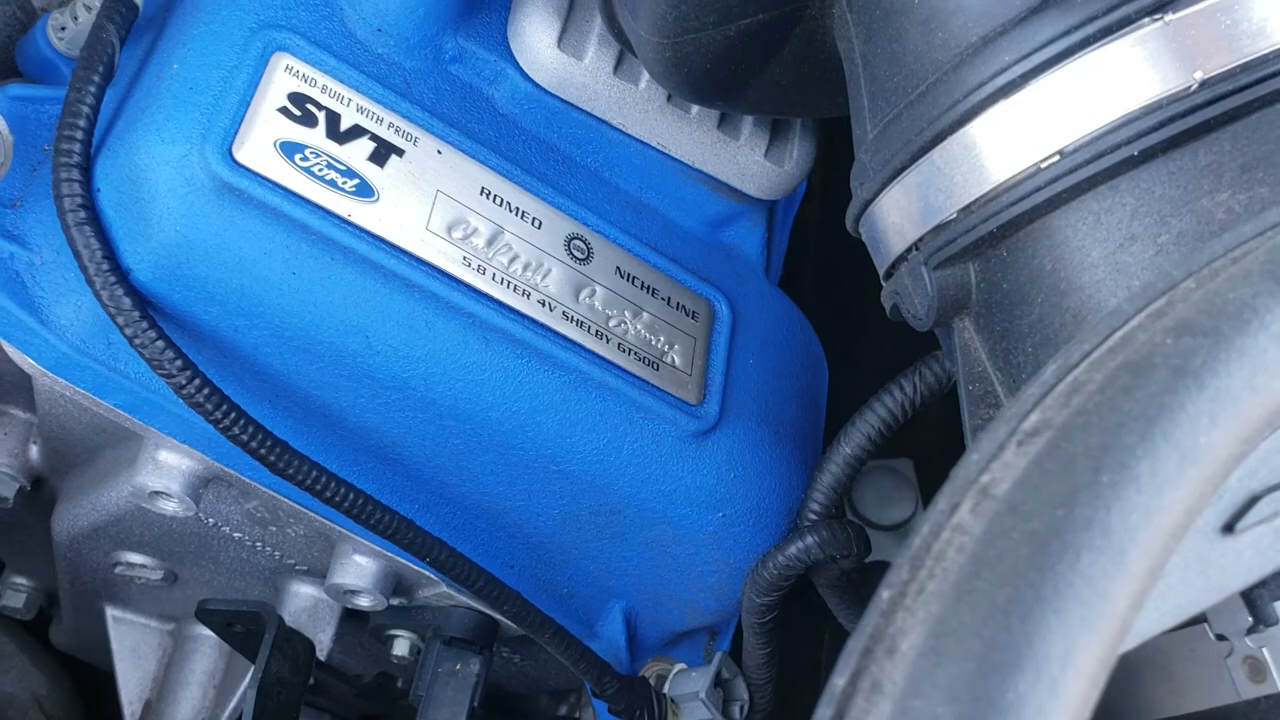 HAND-BUILT WITH PRIDE
SVT
Ford
ROMEO NICHE-LINE
5.8 LITER 4V SHELBY GT500